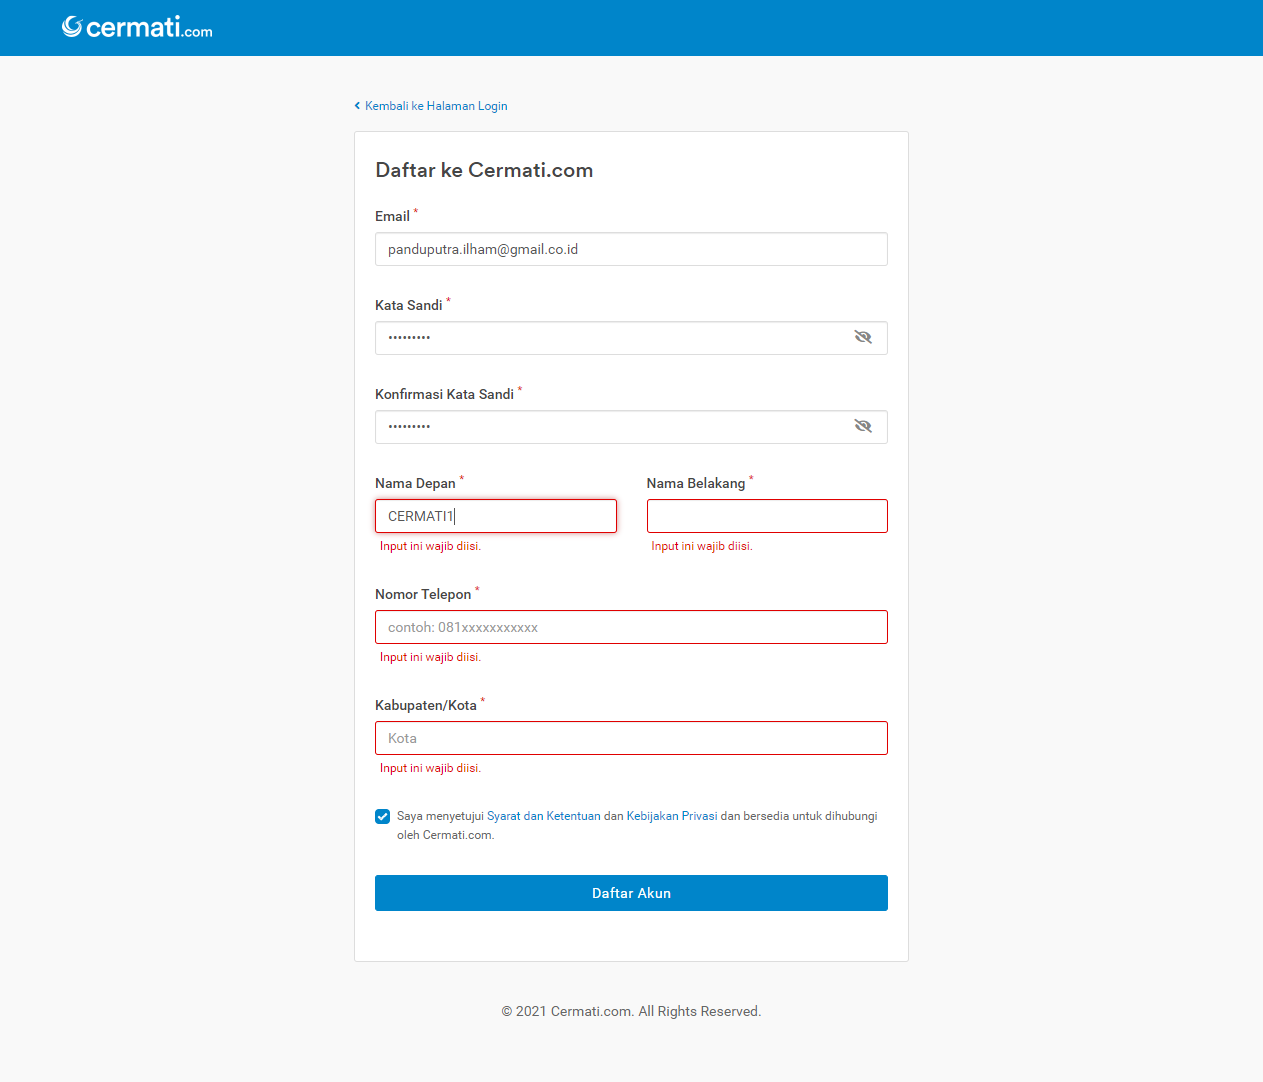 cermati.com
Kembali ke Halaman Login
Daftar ke Cermati.com
Email *
panduputra.ilham@gmail.co.id
Kata Sandi *
•••••••••
Konfirmasi Kata Sandi *
•••••••••
Nama Depan *
Nama Belakang *
CERMATI1
Input ini wajib diisi.
Input ini wajib diisi.
Nomor Telepon *
contoh: 081xxxxxxxxxxx
Input ini wajib diisi.
Kabupaten/Kota *
Kota
Input ini wajib diisi.
Saya menyetujui Syarat dan Ketentuan dan Kebijakan Privasi dan bersedia untuk dihubungi
oleh Cermati.com.
Daftar Akun
© 2021 Cermati.com. All Rights Reserved.